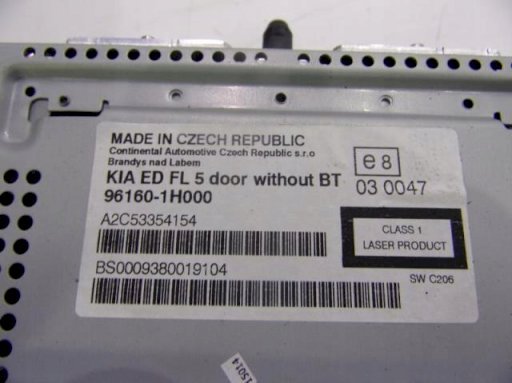 MADE IN CZECH REPUBLIC
Continental Automotive Czech Republic s.r.o
Brandys nad Labem
KIA ED FL 5 door without BT
96160-1H000
A2C53354154
BS0009380019104
e8
03 0047
CLASS 1
LASER PRODUCT
SW C206
15014